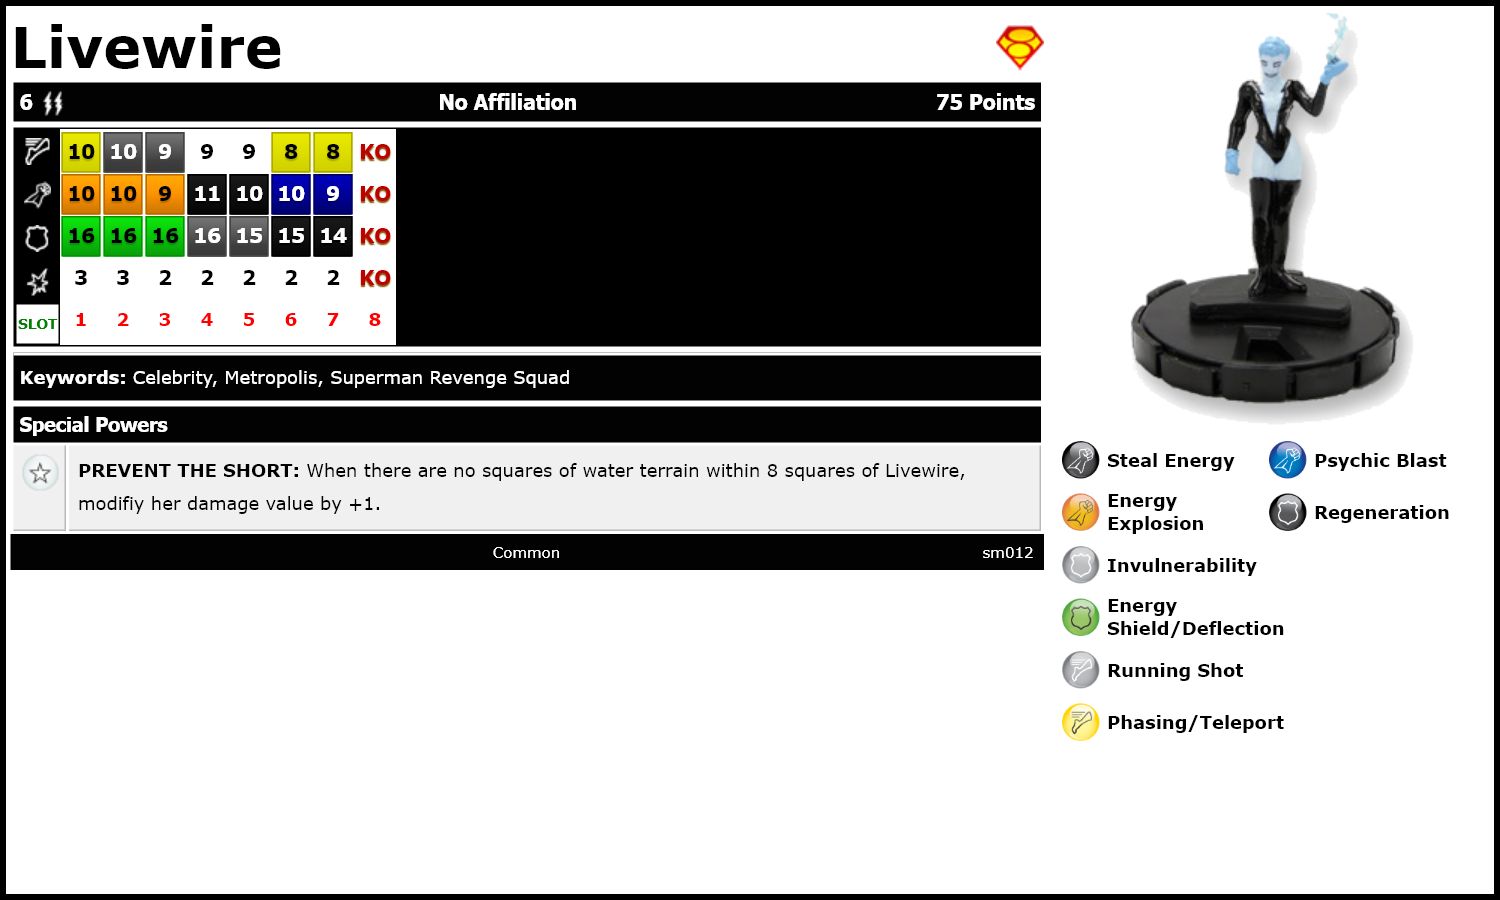 Livewire
6 No Affiliation 75 Points
10 10 9 9 9 8 8 KO
10 10 9 11 10 10 9 KO
16 16 16 16 15 15 14 KO
3 3 2 2 2 2 2 KO
SLOT 1 2 3 4 5 6 7 8
Keywords: Celebrity, Metropolis, Superman Revenge Squad
Special Powers
PREVENT THE SHORT: When there are no squares of water terrain within 8 squares of Livewire,
modifiy her damage value by +1.
Common sm012
Steal Energy
Psychic Blast
Energy
Explosion
Regeneration
Invulnerability
Energy
Shield/Deflection
Running Shot
Phasing/Teleport